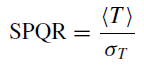 SPQR = ⟨T⟩ / σ_T